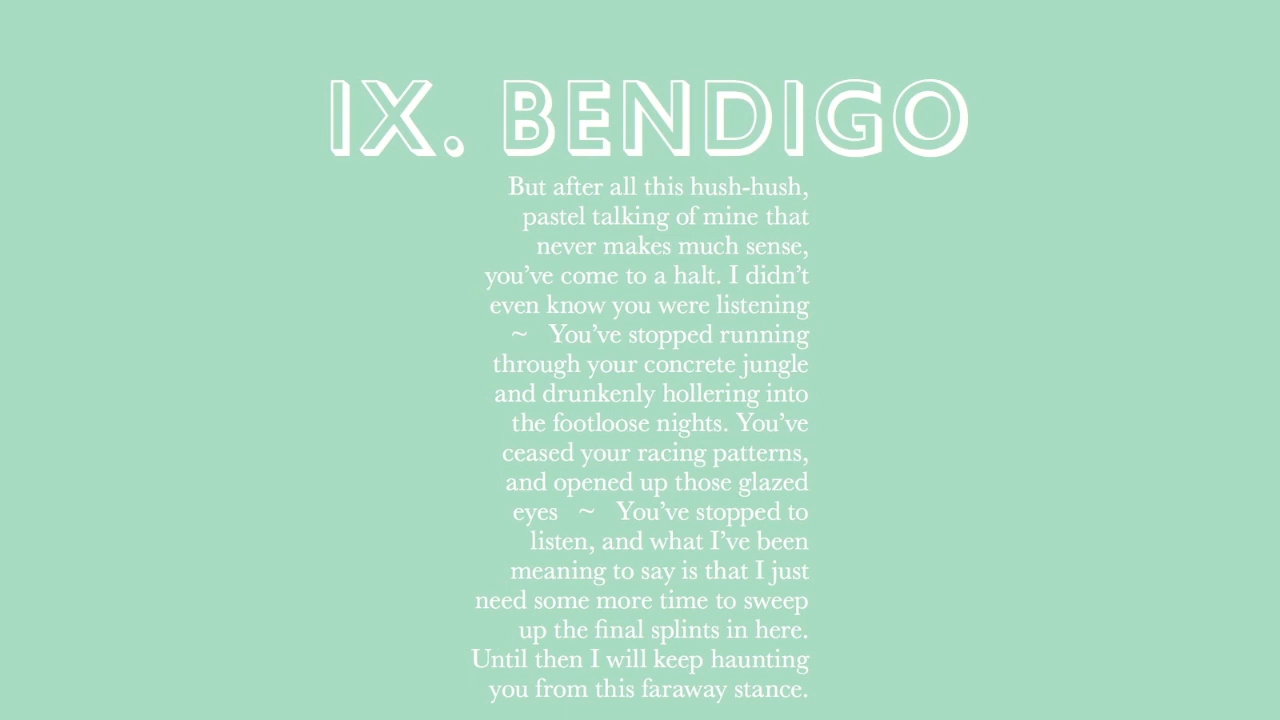 IX. BENDIGO
But after all this hush-hush,
pastel talking of mine that
never makes much sense,
you’ve come to a halt. I didn’t
even know you were listening
~ You’ve stopped running
through your concrete jungle
and drunkenly hollering into
the footloose nights. You’ve
ceased your racing patterns,
and opened up those glazed
eyes ~ You’ve stopped to
listen, and what I’ve been
meaning to say is that I just
need some more time to sweep
up the final splints in here.
Until then I will keep haunting
you from this faraway stance.